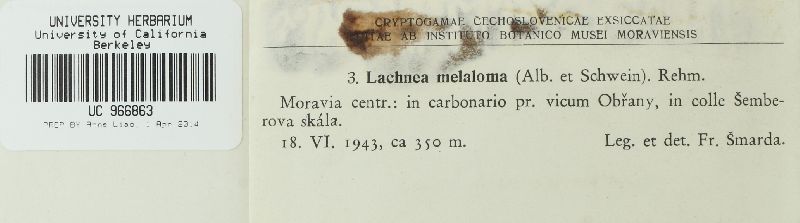 UNIVERSITY HERBARIUM
University of California
Berkeley
UC 966863
PREP BY
CRYPTOGAMAE ČECHOSLOVENICAE EXSICCATAE
AB INSTITUTO BOTANICO MUSEI MORAVIENSIS
3. Lachnea melaloma (Alb. et Schwein). Rehm.
Moravia centr.: in carbonario pr. vicum Obřany, in colle Šembe-
rova skála.
18. VI. 1943, ca 350 m.
Leg. et det. Fr. Šmarda.